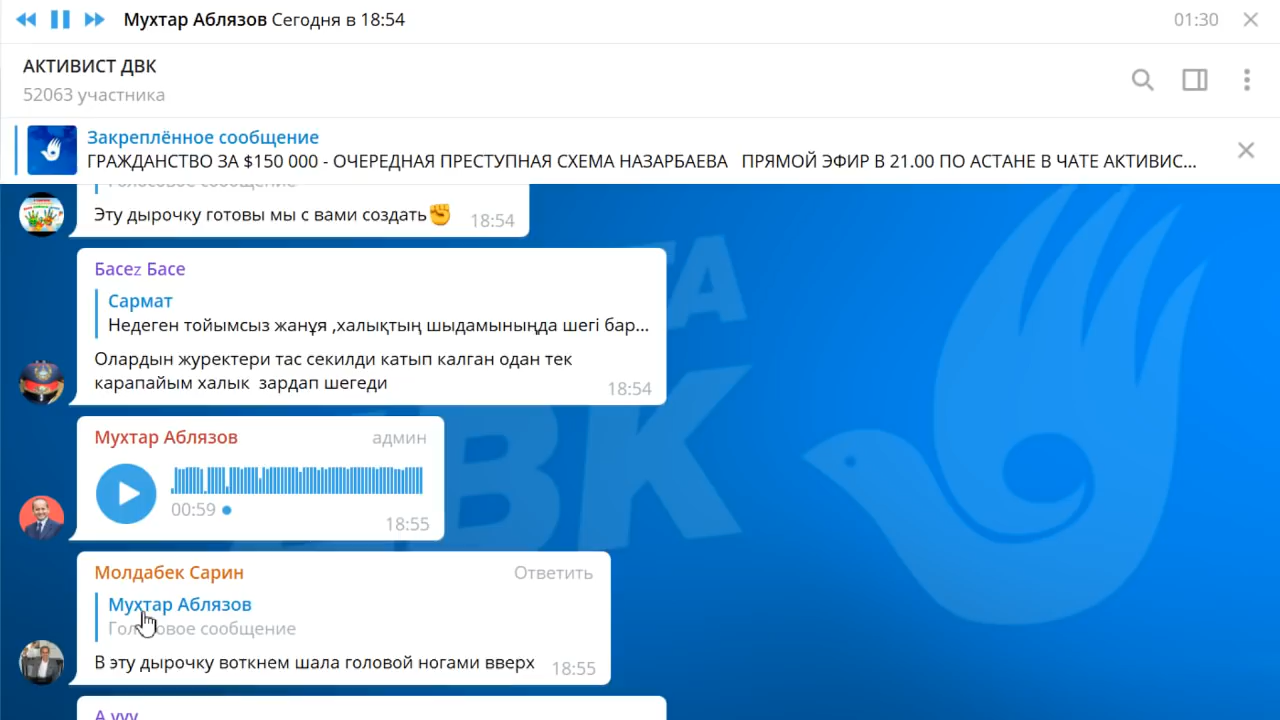 Мухтар Аблязов Сегодня в 18:54
01:30
АКТИВИСТ ДВК
52063 участника
Закреплённое сообщение
ГРАЖДАНСТВО ЗА $150 000 - ОЧЕРЕДНАЯ ПРЕСТУПНАЯ СХЕМА НАЗАРБАЕВА ПРЯМОЙ ЭФИР В 21.00 ПО АСТАНЕ В ЧАТЕ АКТИВИС...
Голосовое сообщение
Эту дырочку готовы мы с вами создать✊ 18:54
Басеz Басе
Сармат
Недеген тойымсыз жанұя ,халықтың шыдамыныңда шегі бар...
Олардын журектери тас секилди катып калган одан тек
карапайым халык зардап шегеди
18:54
Мухтар Аблязов админ
00:59
18:55
Молдабек Сарин Ответить
Мухтар Аблязов
Голосовое сообщение
В эту дырочку воткнем шала головой ногами вверх 18:55
А ууу
ДВК